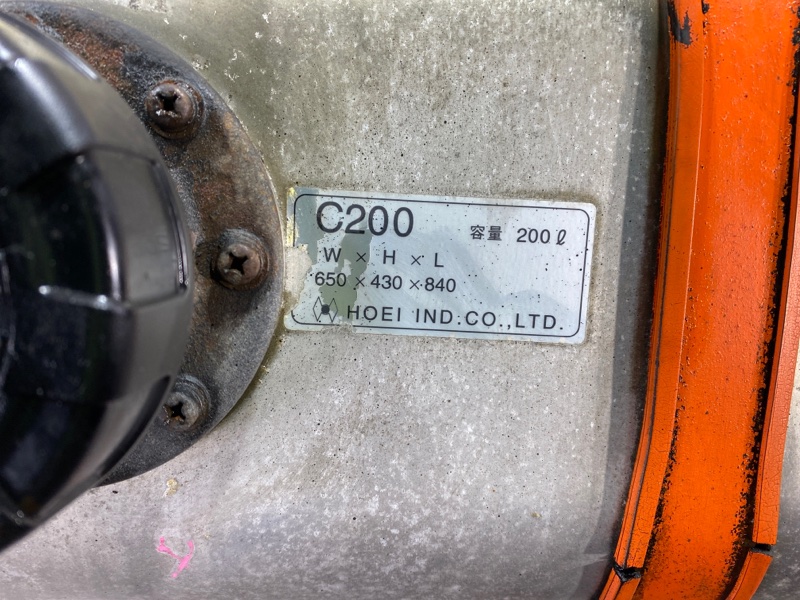 C200 容量 200ℓ
W × H × L
650 × 430 × 840
HOEI IND.CO.,LTD.